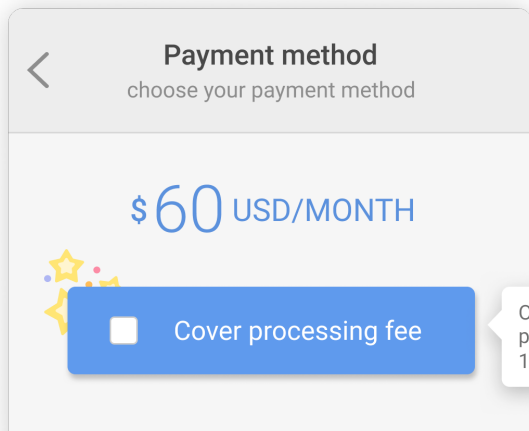 Payment method
choose your payment method
$60 USD/MONTH
Cover processing fee